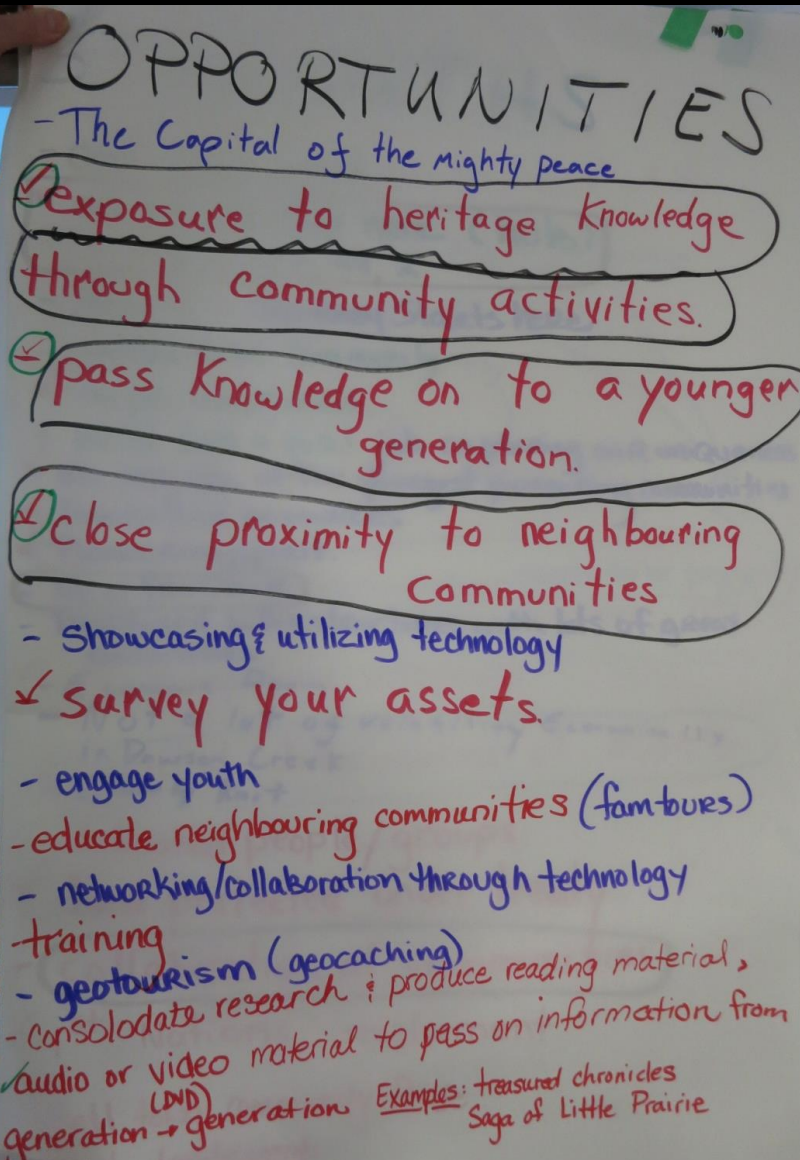 OPPORTUNITIES
- The Capital of the Mighty peace
✓ exposure to heritage Knowledge
through community activities.
✓ pass Knowledge on to a younger
generation.
✓ close proximity to neighbouring
communities
- showcasing & utilizing technology
✓ survey your assets.
- engage youth
- educate neighbouring communities (famtours)
- networking/collaboration through technology
- training
- geotourism (geocaching)
- consolodate research & produce reading material,
✓ audio or video material to pass on information from
(DVD)
generation → generation Examples: treasured chronicles
Saga of Little Prairie